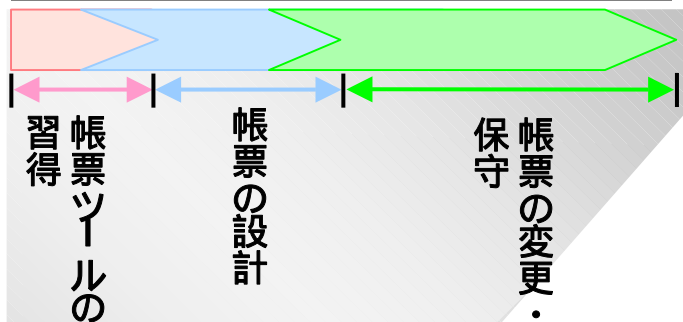 帳票ツールの
習得
帳票の設計
帳票の変更・
保守